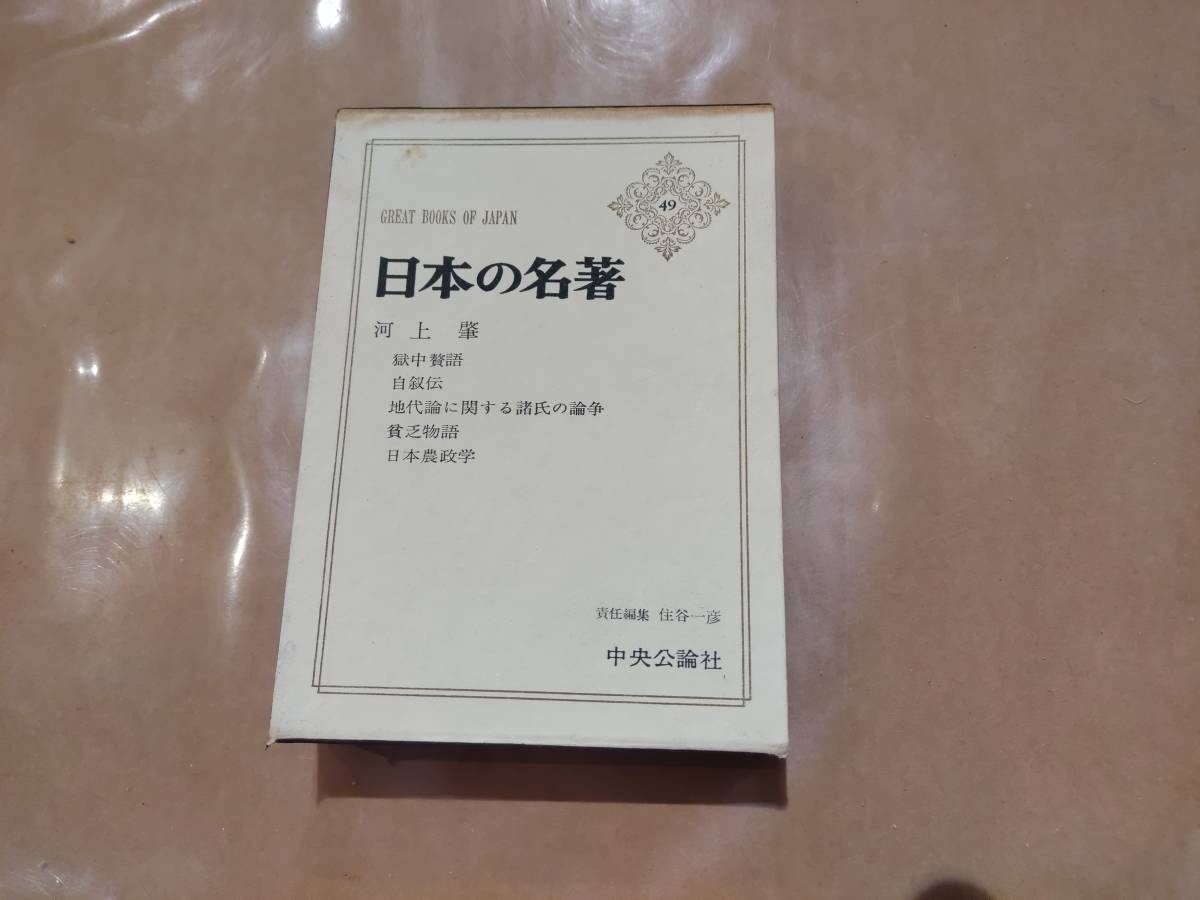 GREAT BOOKS OF JAPAN
49
日本の名著
河上 肇
獄中贅語
自叙伝
地代論に関する諸氏の論争
貧乏物語
日本農政学
責任編集 住谷一彦
中央公論社